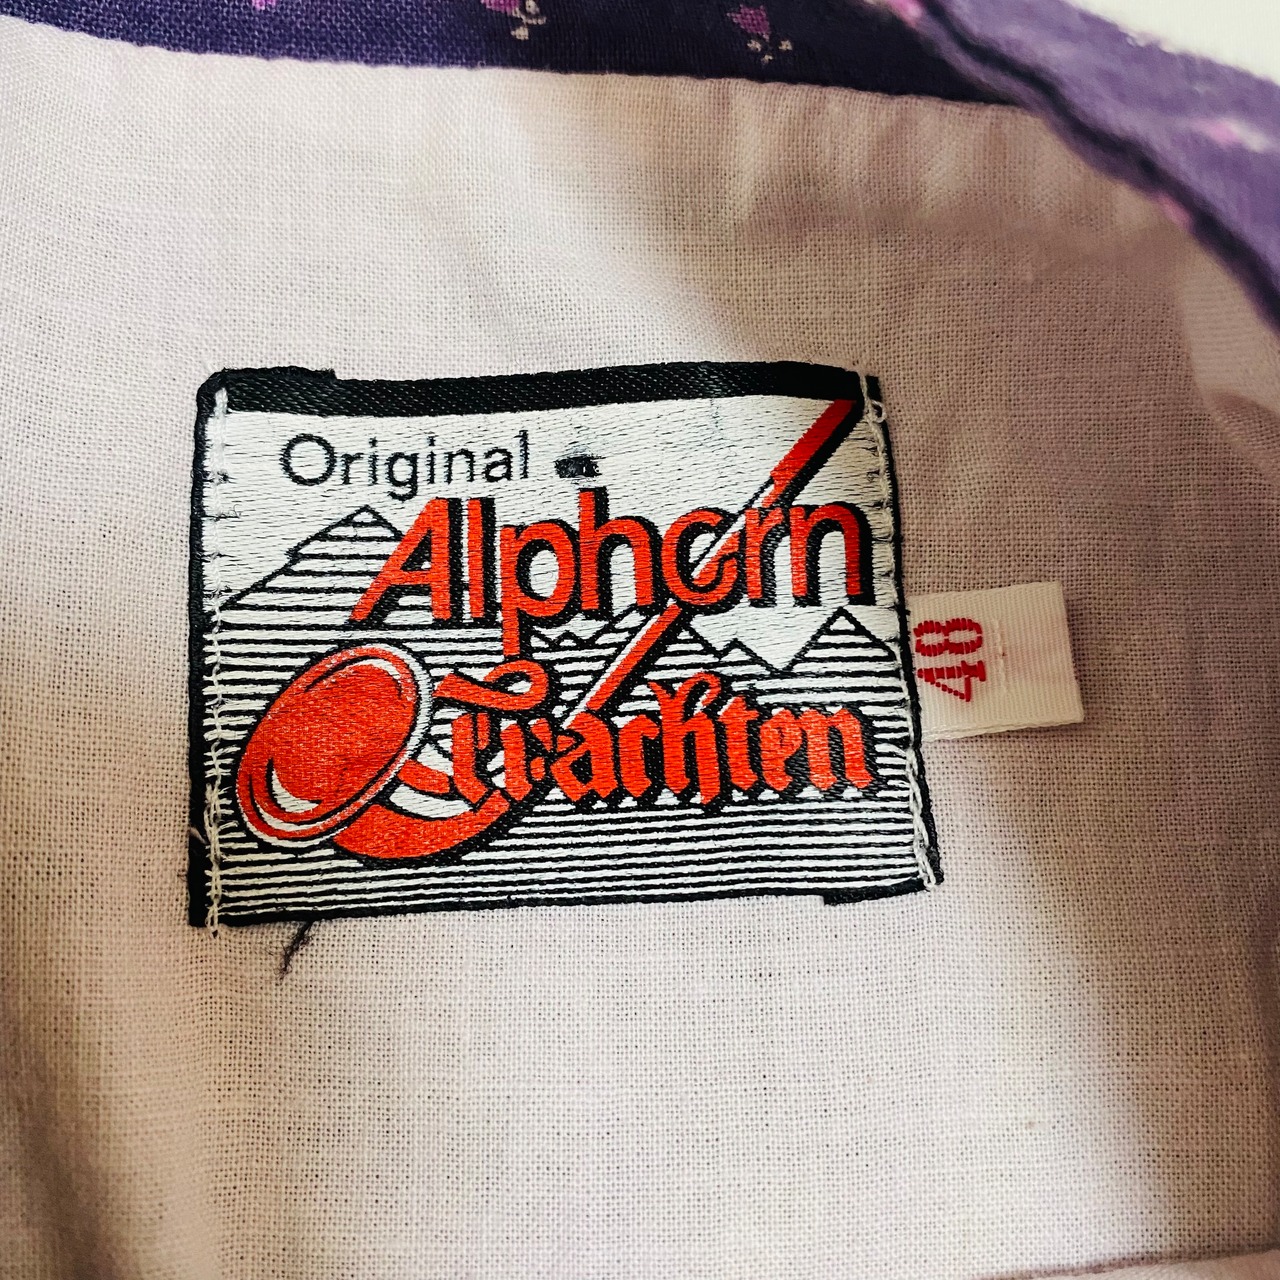 Original
Alphorn
Trachten
48